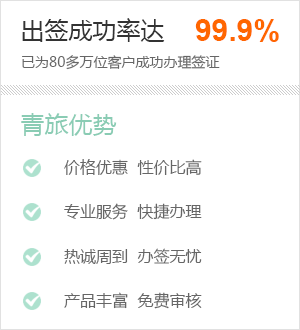 出签成功率达 99.9%
已为80多万位客户成功办理签证
青旅优势
价格优惠 性价比高
专业服务 快捷办理
热诚周到 办签无忧
产品丰富 免费审核